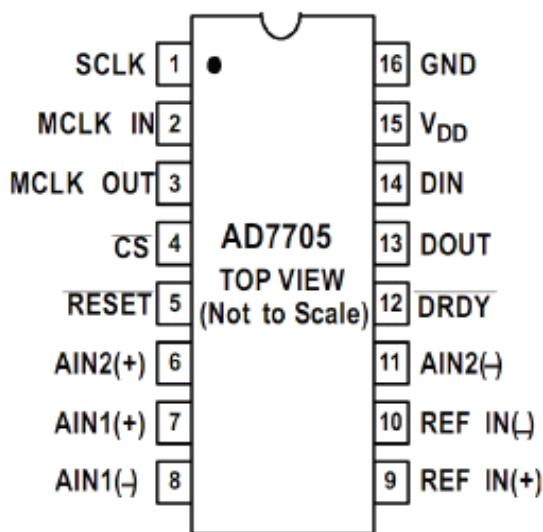 SCLK 1 16 GND
MCLK IN 2 15 VDD
MCLK OUT 3 14 DIN
CS 4 AD7705 13 DOUT
TOP VIEW
RESET 5 (Not to Scale) 12 DRDY
AIN2(+) 6 11 AIN2(–)
AIN1(+) 7 10 REF IN(–)
AIN1(–) 8 9 REF IN(+)